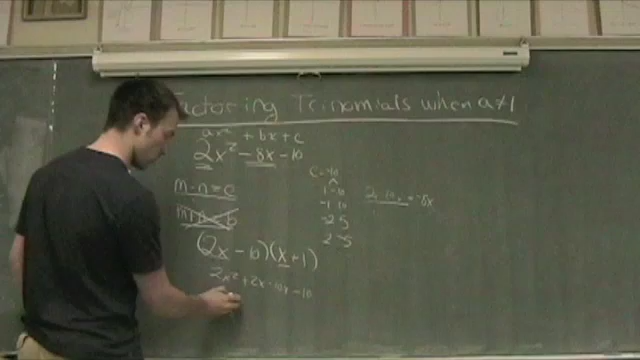 Factoring Trinomials when a≠1
ax² + bx + c
2x² - 8x - 10
m·n = c
m+n = b
(2x - 10)(x + 1)
2x² + 2x - 10x - 10
1 -10
-1 10
-2 5
2 -5
= -8x